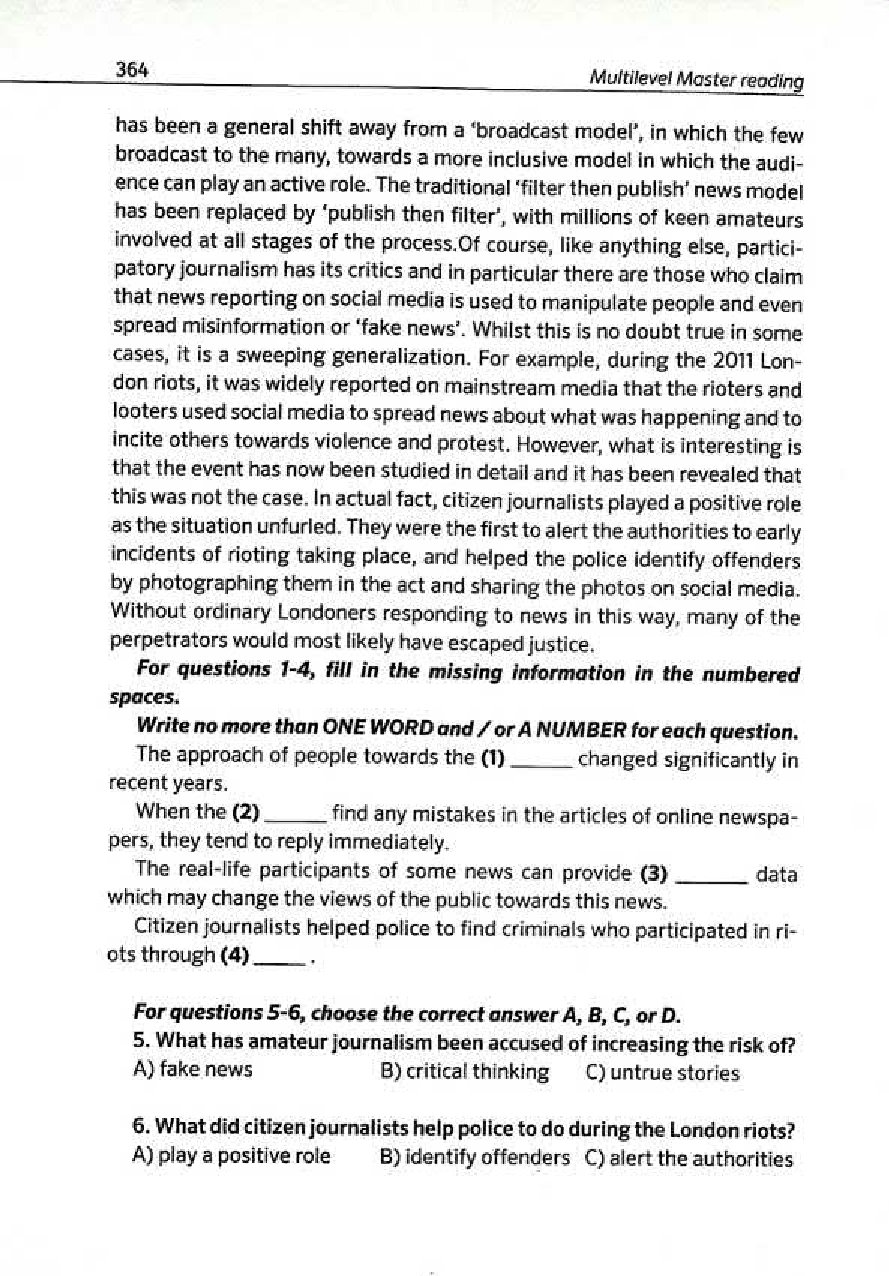 364
Multilevel Master reading
has been a general shift away from a 'broadcast model', in which the few
broadcast to the many, towards a more inclusive model in which the audi-
ence can play an active role. The traditional 'filter then publish' news model
has been replaced by 'publish then filter', with millions of keen amateurs
involved at all stages of the process.Of course, like anything else, partici-
patory journalism has its critics and in particular there are those who claim
that news reporting on social media is used to manipulate people and even
spread misinformation or 'fake news'. Whilst this is no doubt true in some
cases, it is a sweeping generalization. For example, during the 2011 Lon-
don riots, it was widely reported on mainstream media that the rioters and
looters used social media to spread news about what was happening and to
incite others towards violence and protest. However, what is interesting is
that the event has now been studied in detail and it has been revealed that
this was not the case. In actual fact, citizen journalists played a positive role
as the situation unfurled. They were the first to alert the authorities to early
incidents of rioting taking place, and helped the police identify offenders
by photographing them in the act and sharing the photos on social media.
Without ordinary Londoners responding to news in this way, many of the
perpetrators would most likely have escaped justice.
For questions 1-4, fill in the missing information in the numbered
spaces.
Write no more than ONE WORD and / or A NUMBER for each question.
The approach of people towards the (1) _____ changed significantly in
recent years.
When the (2) _____ find any mistakes in the articles of online newspa-
pers, they tend to reply immediately.
The real-life participants of some news can provide (3) ______ data
which may change the views of the public towards this news.
Citizen journalists helped police to find criminals who participated in ri-
ots through (4) ____ .
For questions 5-6, choose the correct answer A, B, C, or D.
5. What has amateur journalism been accused of increasing the risk of?
A) fake news B) critical thinking C) untrue stories
6. What did citizen journalists help police to do during the London riots?
A) play a positive role B) identify offenders C) alert the authorities